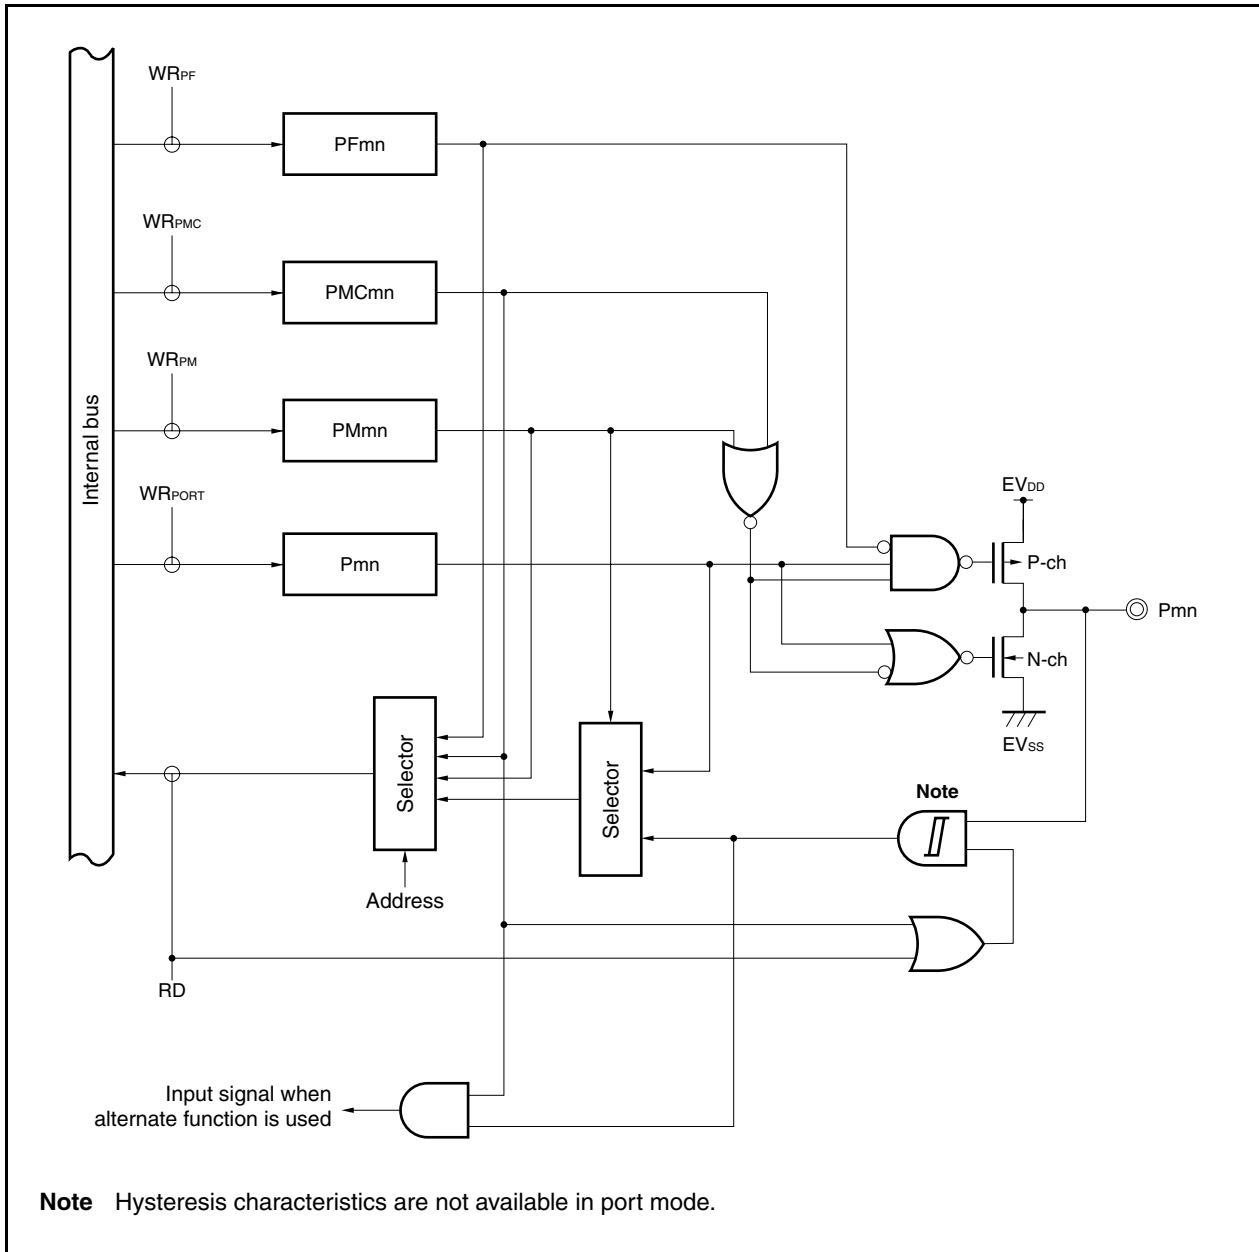 WRPF
PFmn
WRPMC
PMCmn
WRPM
PMmn
Internal bus
WRPORT
Pmn
EVDD
P-ch
Pmn
N-ch
EVSS
Selector
Selector
Note
Address
RD
Input signal when
alternate function is used
Note Hysteresis characteristics are not available in port mode.